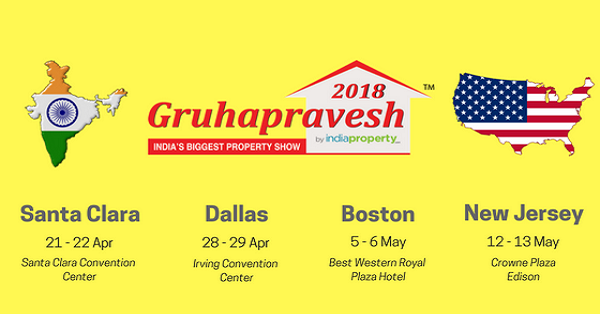 2018
TM
Gruhapravesh
by indiaproperty.com
INDIA'S BIGGEST PROPERTY SHOW
Santa Clara
21 - 22 Apr
Santa Clara Convention
Center
Dallas
28 - 29 Apr
Irving Convention
Center
Boston
5 - 6 May
Best Western Royal
Plaza Hotel
New Jersey
12 - 13 May
Crowne Plaza
Edison